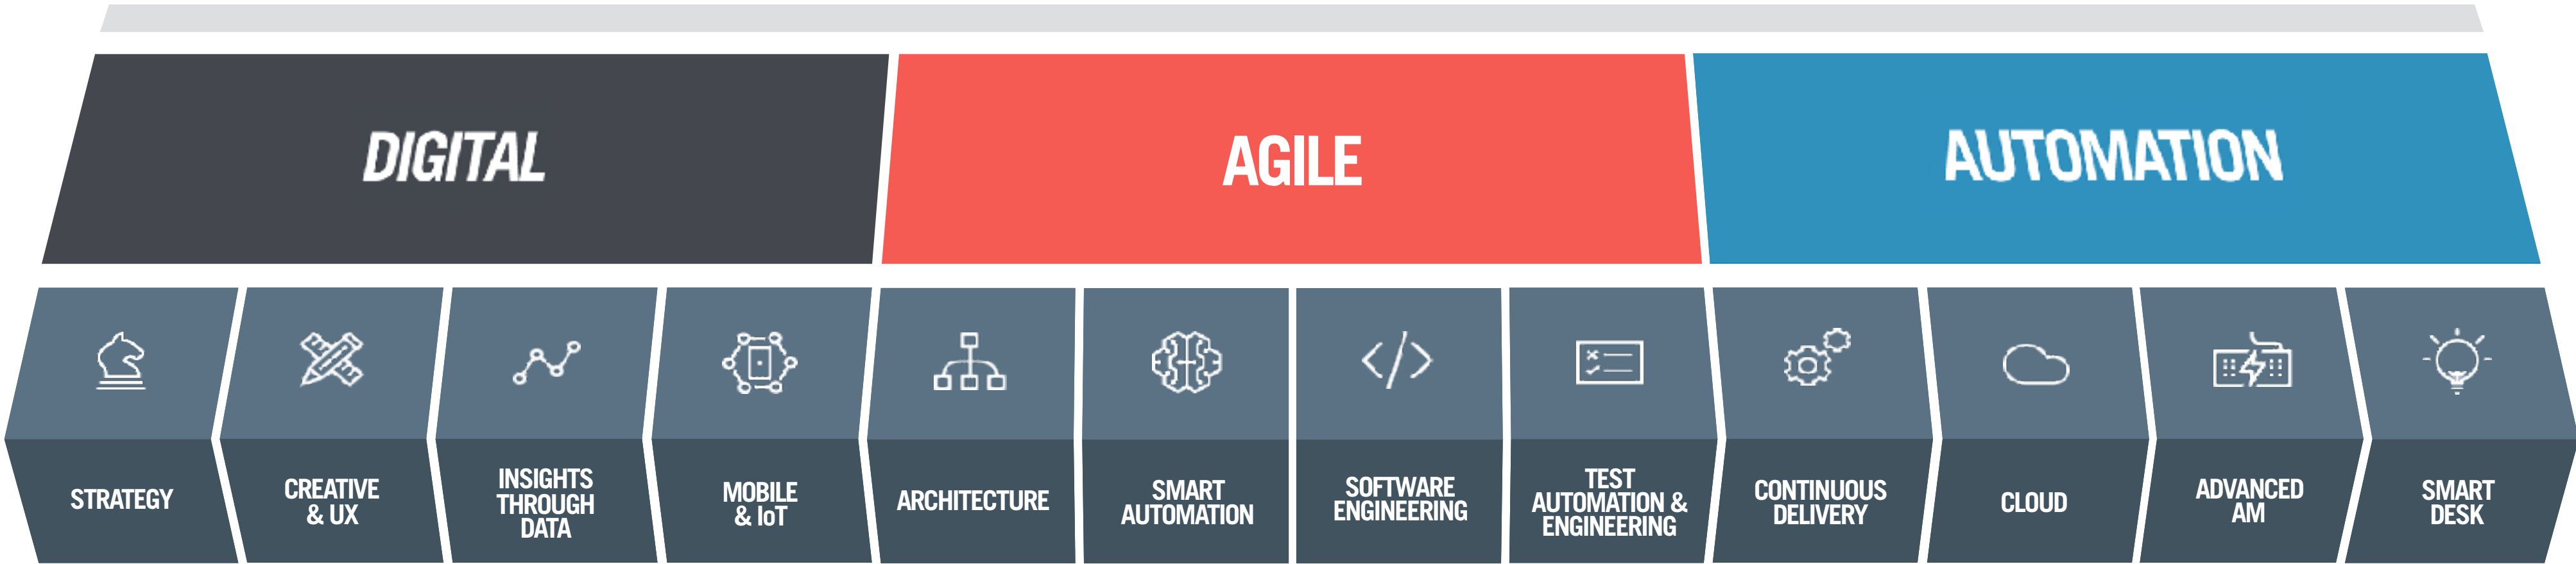 DIGITAL
AGILE
AUTOMATION
STRATEGY
CREATIVE
& UX
INSIGHTS
THROUGH
DATA
MOBILE
& IoT
ARCHITECTURE
SMART
AUTOMATION
SOFTWARE
ENGINEERING
TEST
AUTOMATION &
ENGINEERING
CONTINUOUS
DELIVERY
CLOUD
ADVANCED
AM
SMART
DESK